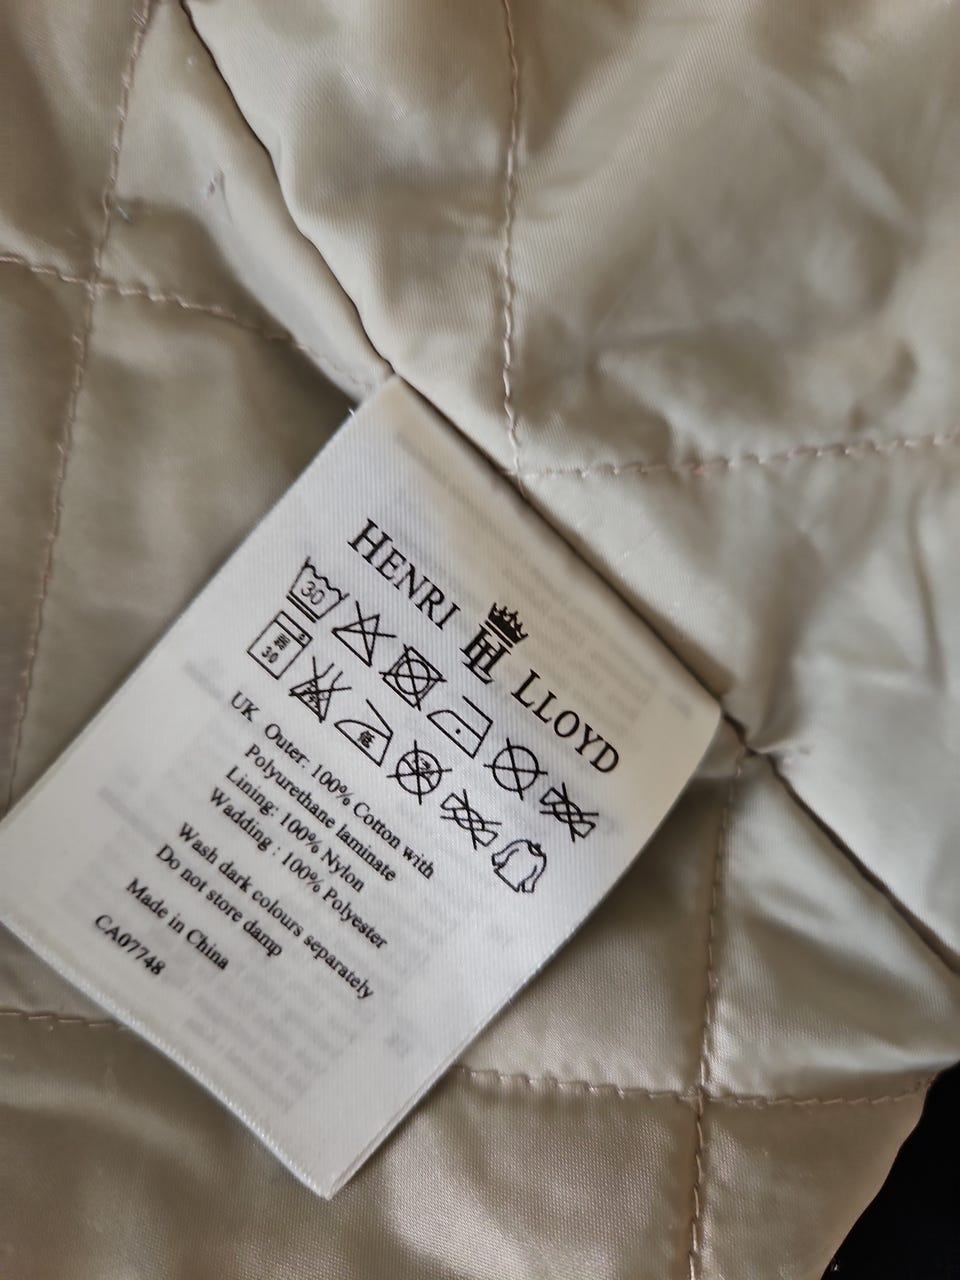 HENRI HL LLOYD
30
30
UK Outer: 100% Cotton with
Polyurethane laminate
Lining: 100% Nylon
Wadding : 100% Polyester
Wash dark colours separately
Do not store damp
Made in China
CA07748